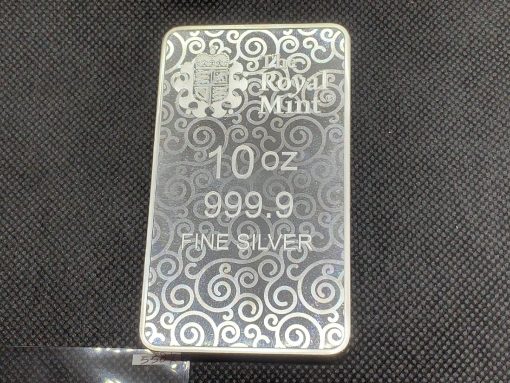 The
Royal
Mint
10 oz
999.9
FINE SILVER